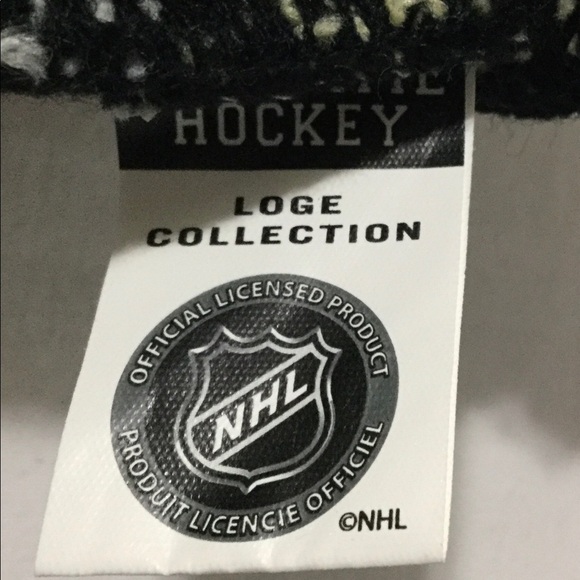 HOCKEY
LOGE
COLLECTION
OFFICIAL LICENSED PRODUCT
NHL
PRODUIT LICENCIE OFFICIEL
©NHL